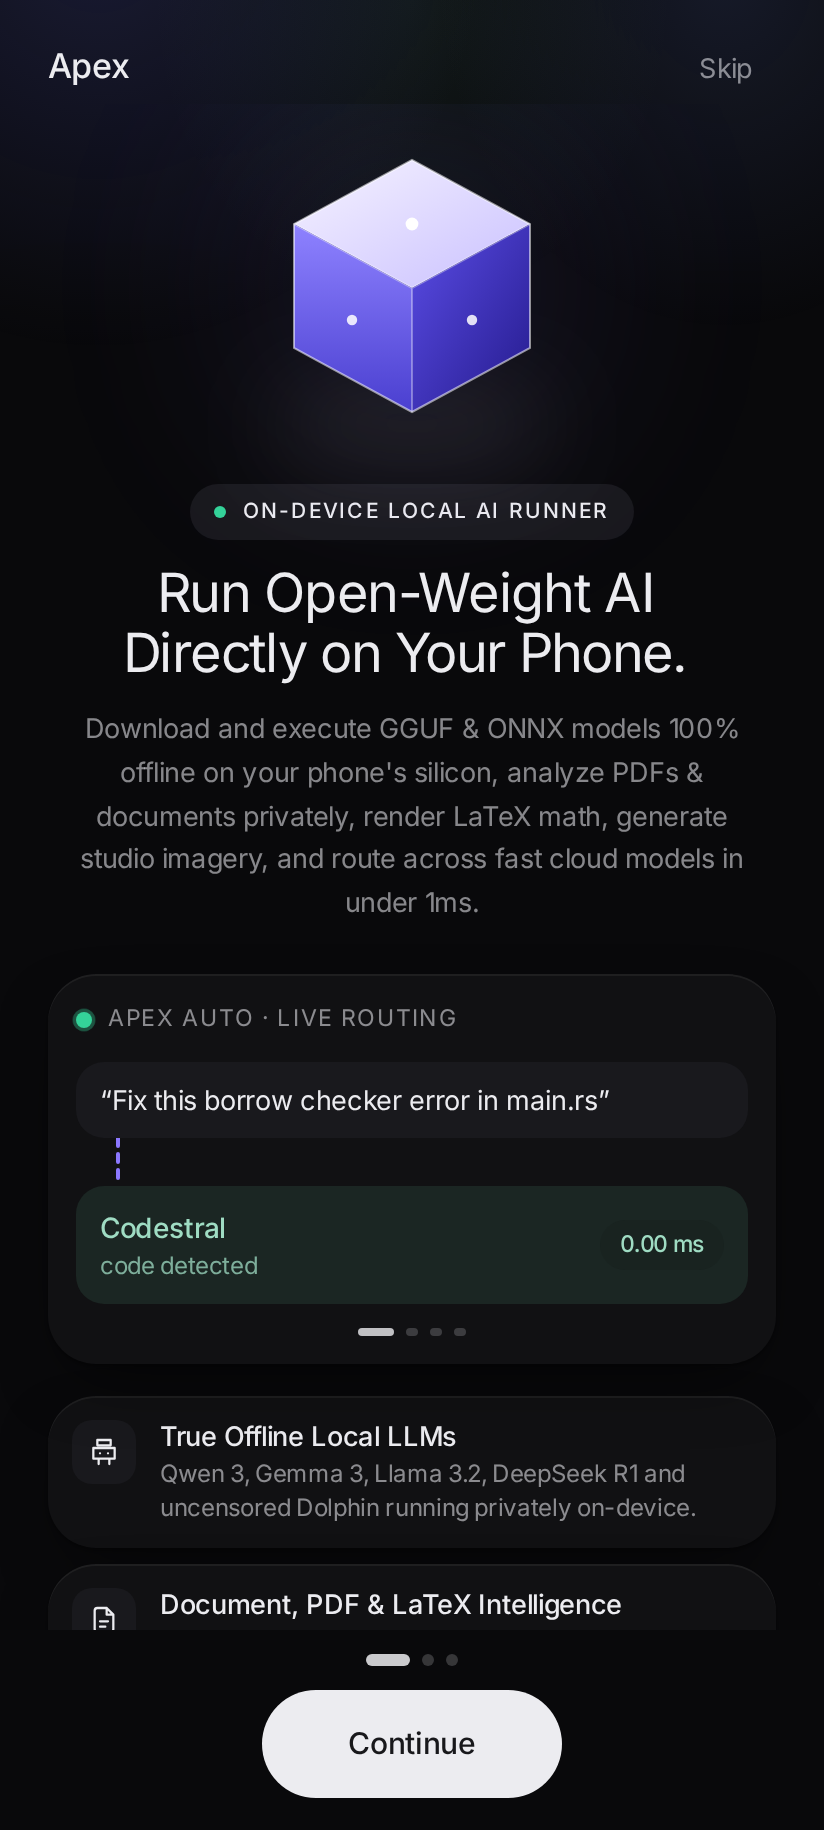 Apex
Skip
ON-DEVICE LOCAL AI RUNNER
Run Open-Weight AI
Directly on Your Phone.
Download and execute GGUF & ONNX models 100%
offline on your phone's silicon, analyze PDFs &
documents privately, render LaTeX math, generate
studio imagery, and route across fast cloud models in
under 1ms.
APEX AUTO · LIVE ROUTING
“Fix this borrow checker error in main.rs”
Codestral
code detected
0.00 ms
True Offline Local LLMs
Qwen 3, Gemma 3, Llama 3.2, DeepSeek R1 and
uncensored Dolphin running privately on-device.
Document, PDF & LaTeX Intelligence
Continue